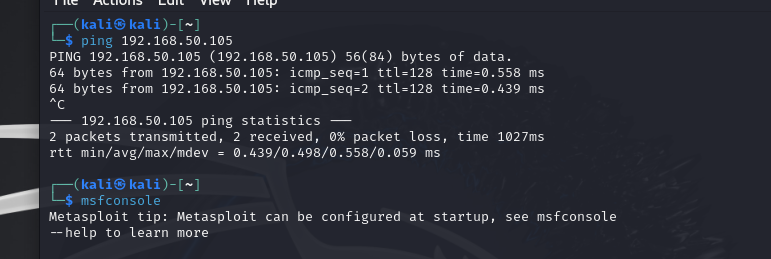 File Actions Edit View Help
┌──(kali㉿kali)-[~]
└─$ ping 192.168.50.105
PING 192.168.50.105 (192.168.50.105) 56(84) bytes of data.
64 bytes from 192.168.50.105: icmp_seq=1 ttl=128 time=0.558 ms
64 bytes from 192.168.50.105: icmp_seq=2 ttl=128 time=0.439 ms
^C
--- 192.168.50.105 ping statistics ---
2 packets transmitted, 2 received, 0% packet loss, time 1027ms
rtt min/avg/max/mdev = 0.439/0.498/0.558/0.059 ms
┌──(kali㉿kali)-[~]
└─$ msfconsole
Metasploit tip: Metasploit can be configured at startup, see msfconsole
--help to learn more